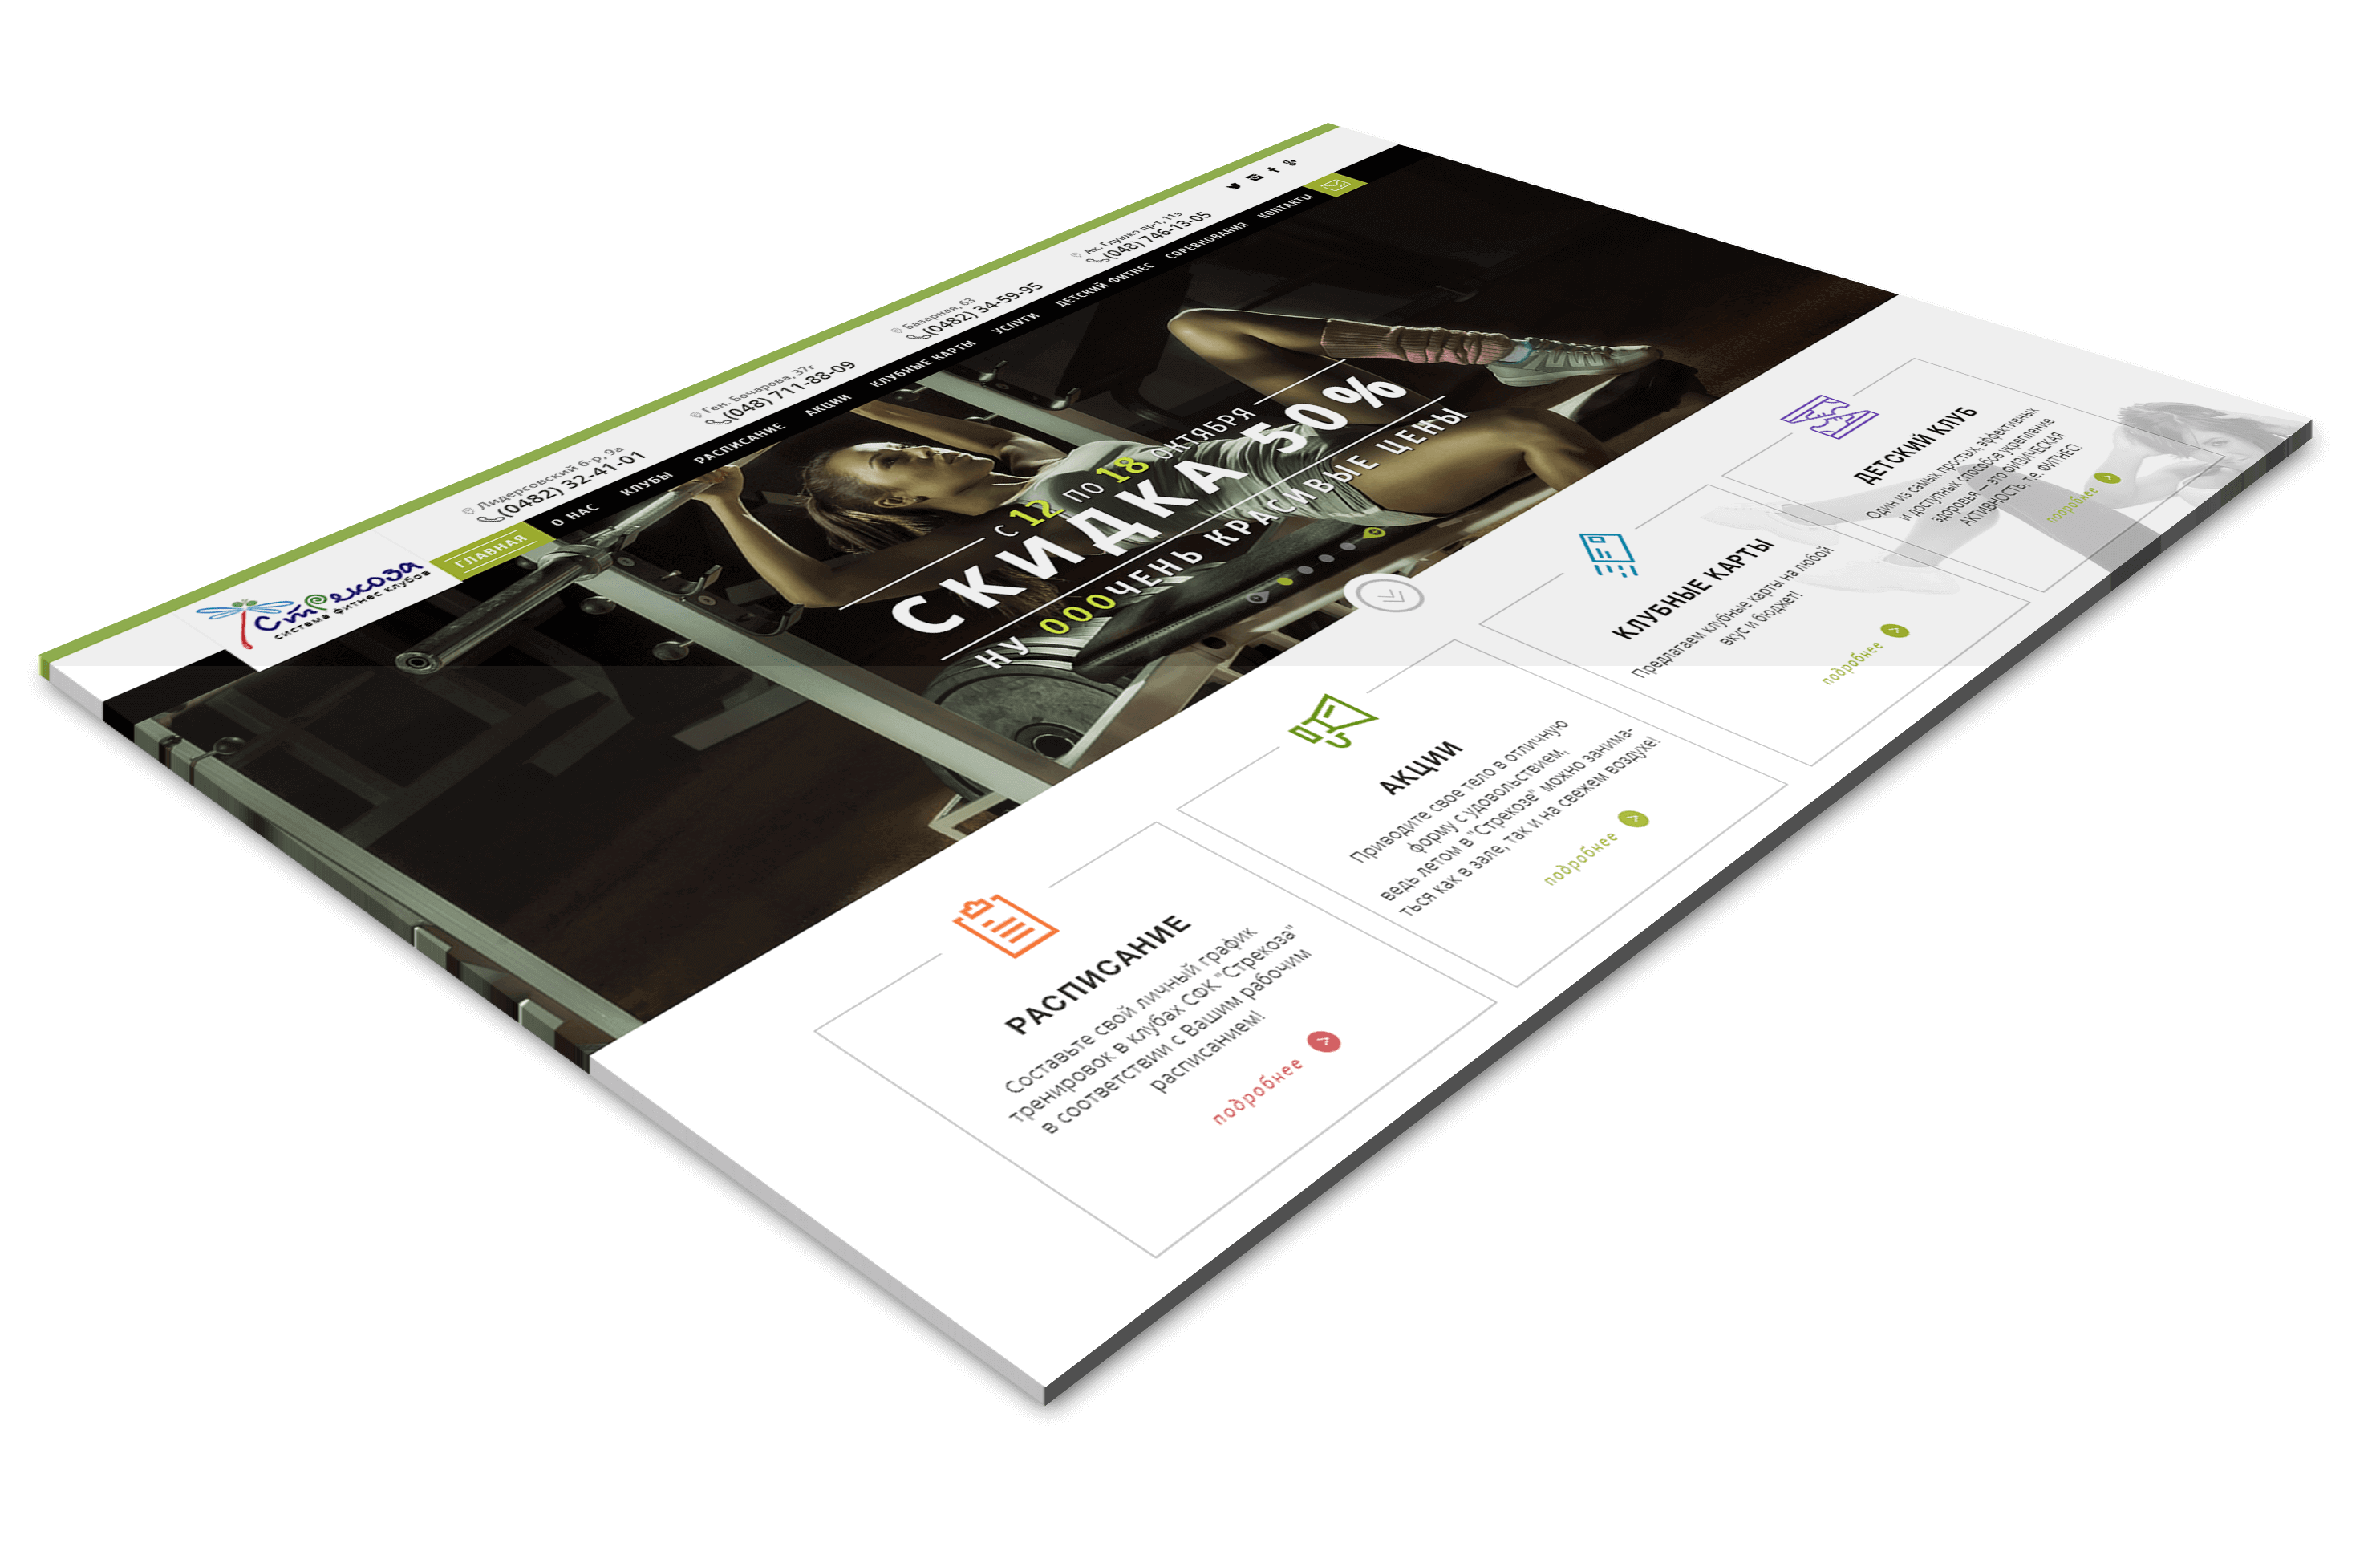 Стрекоза
система фитнес клубов
Лидерсовский б-р, 9а
(0482) 32-41-01
Ген. Бочарова, 37г
(048) 711-88-09
Базарная, 63
(0482) 34-59-95
Ак. Глушко пр-т, 11з
(048) 746-13-05
ГЛАВНАЯ
О НАС
КЛУБЫ
РАСПИСАНИЕ
АКЦИИ
КЛУБНЫЕ КАРТЫ
УСЛУГИ
ДЕТСКИЙ ФИТНЕС
СОРЕВНОВАНИЯ
КОНТАКТЫ
С 12 ПО 18 ОКТЯБРЯ
СКИДКА 50%
НУ ОООЧЕНЬ КРАСИВЫЕ ЦЕНЫ
РАСПИСАНИЕ
Составьте свой личный график
тренировок в клубах СФК "Стрекоза"
в соответствии с Вашим рабочим
расписанием!
подробнее
АКЦИИ
Приводите свое тело в отличную
форму с удовольствием,
ведь летом в "Стрекозе" можно занима-
ться как в зале, так и на свежем воздухе!
подробнее
КЛУБНЫЕ КАРТЫ
Предлагаем клубные карты на любой
вкус и бюджет!
подробнее
ДЕТСКИЙ КЛУБ
Один из самых простых, эффективных
и доступных способов укрепление
здоровья — это ФИЗИЧЕСКАЯ
АКТИВНОСТЬ, т.е. ФИТНЕС!
подробнее